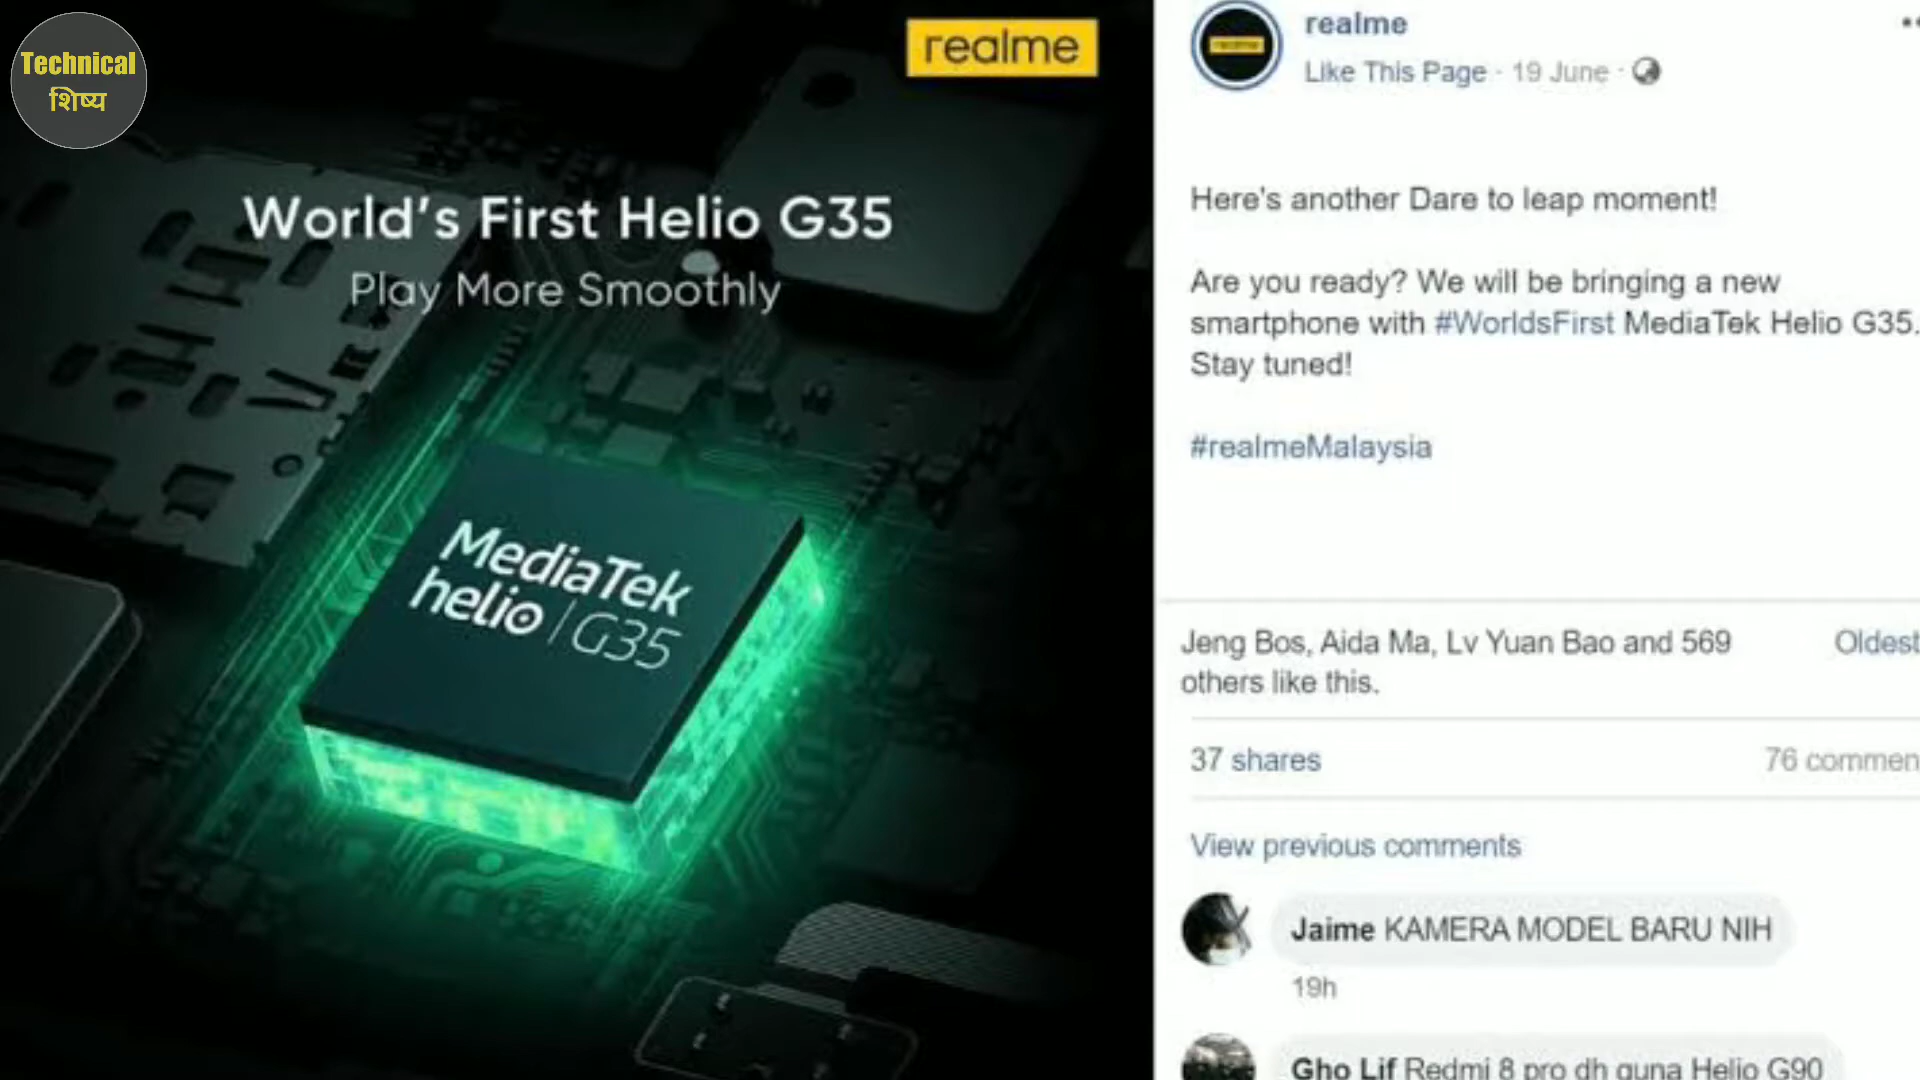 Technical
शिष्य
realme
World's First Helio G35
Play More Smoothly
MediaTek
helio | G35
realme
realme
Like This Page · 19 June ·
Here's another Dare to leap moment!
Are you ready? We will be bringing a new
smartphone with #WorldsFirst MediaTek Helio G35.
Stay tuned!
#realmeMalaysia
Jeng Bos, Aida Ma, Lv Yuan Bao and 569
others like this.
Oldest
37 shares
76 commen
View previous comments
Jaime KAMERA MODEL BARU NIH
19h
Gho Lif Redmi 8 pro dh guna Helio G90